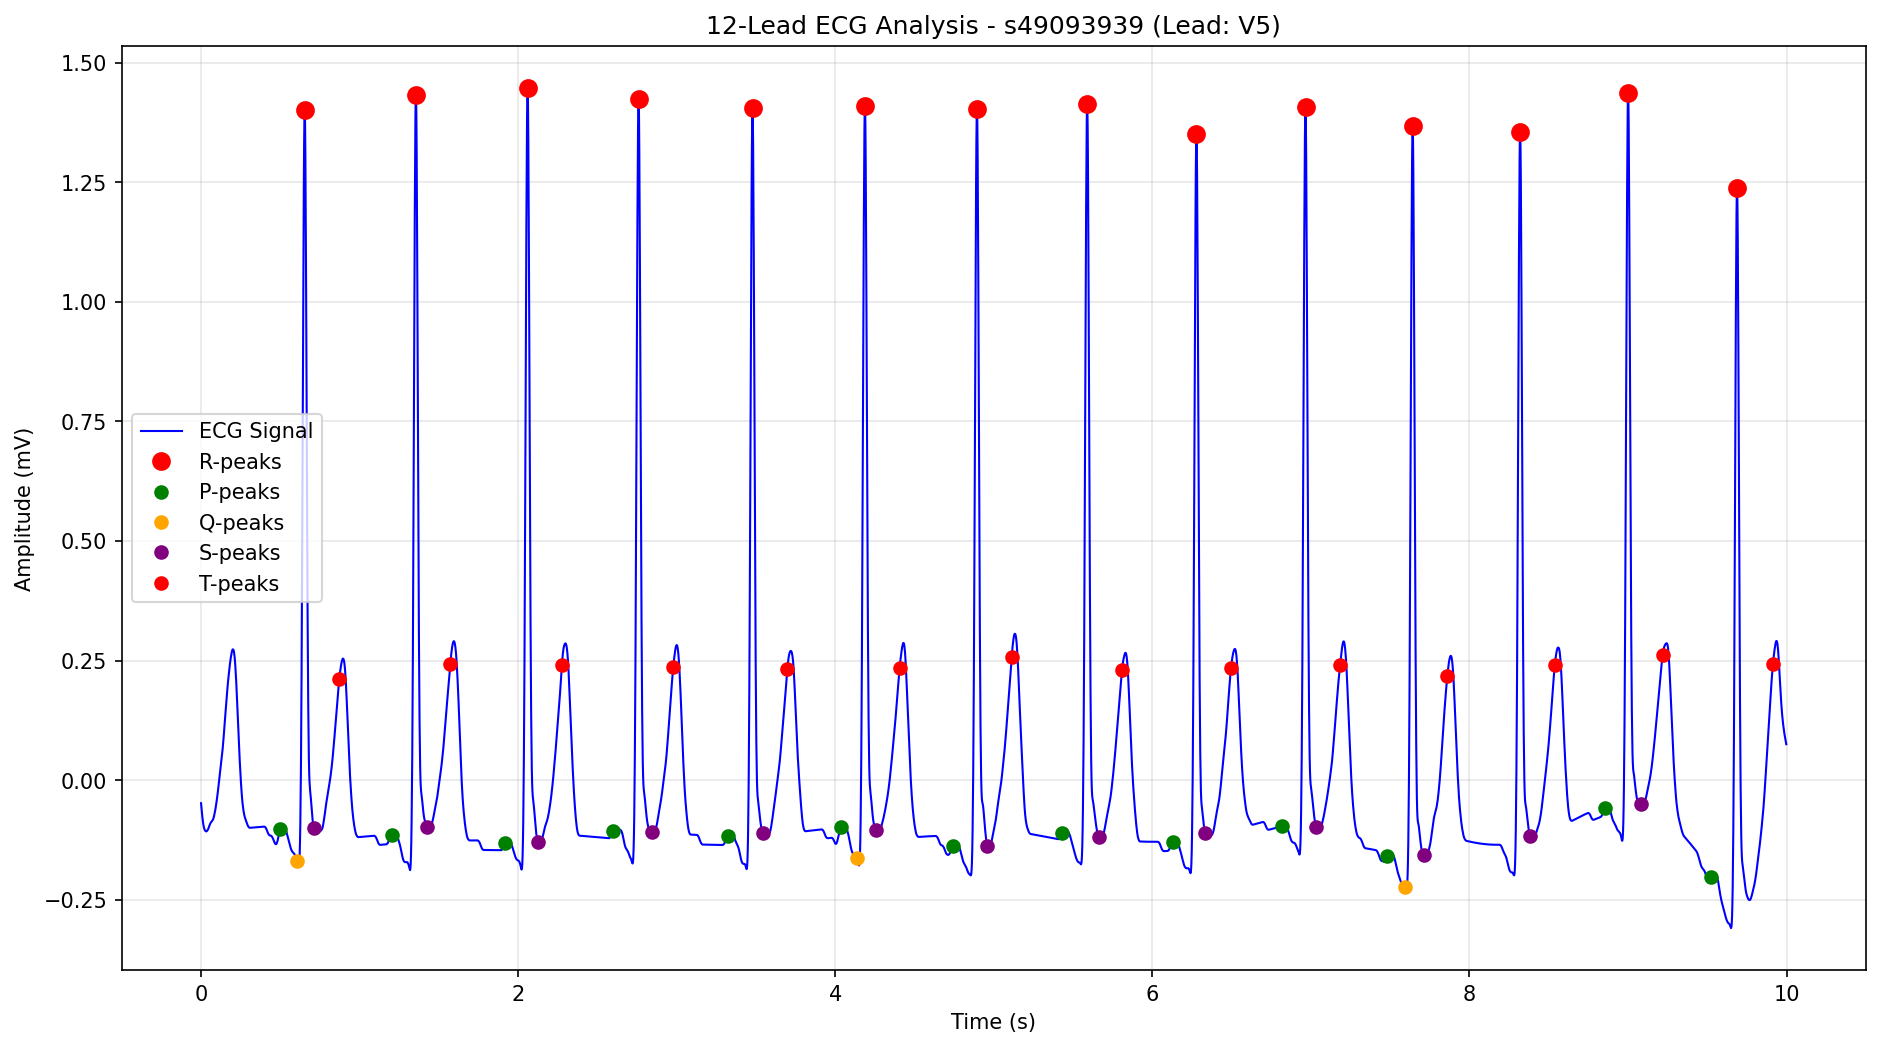 12-Lead ECG Analysis - s49093939 (Lead: V5)
1.50
1.25
1.00
0.75
0.50
0.25
0.00
−0.25
Amplitude (mV)
ECG Signal
R-peaks
P-peaks
Q-peaks
S-peaks
T-peaks
0 2 4 6 8 10
Time (s)